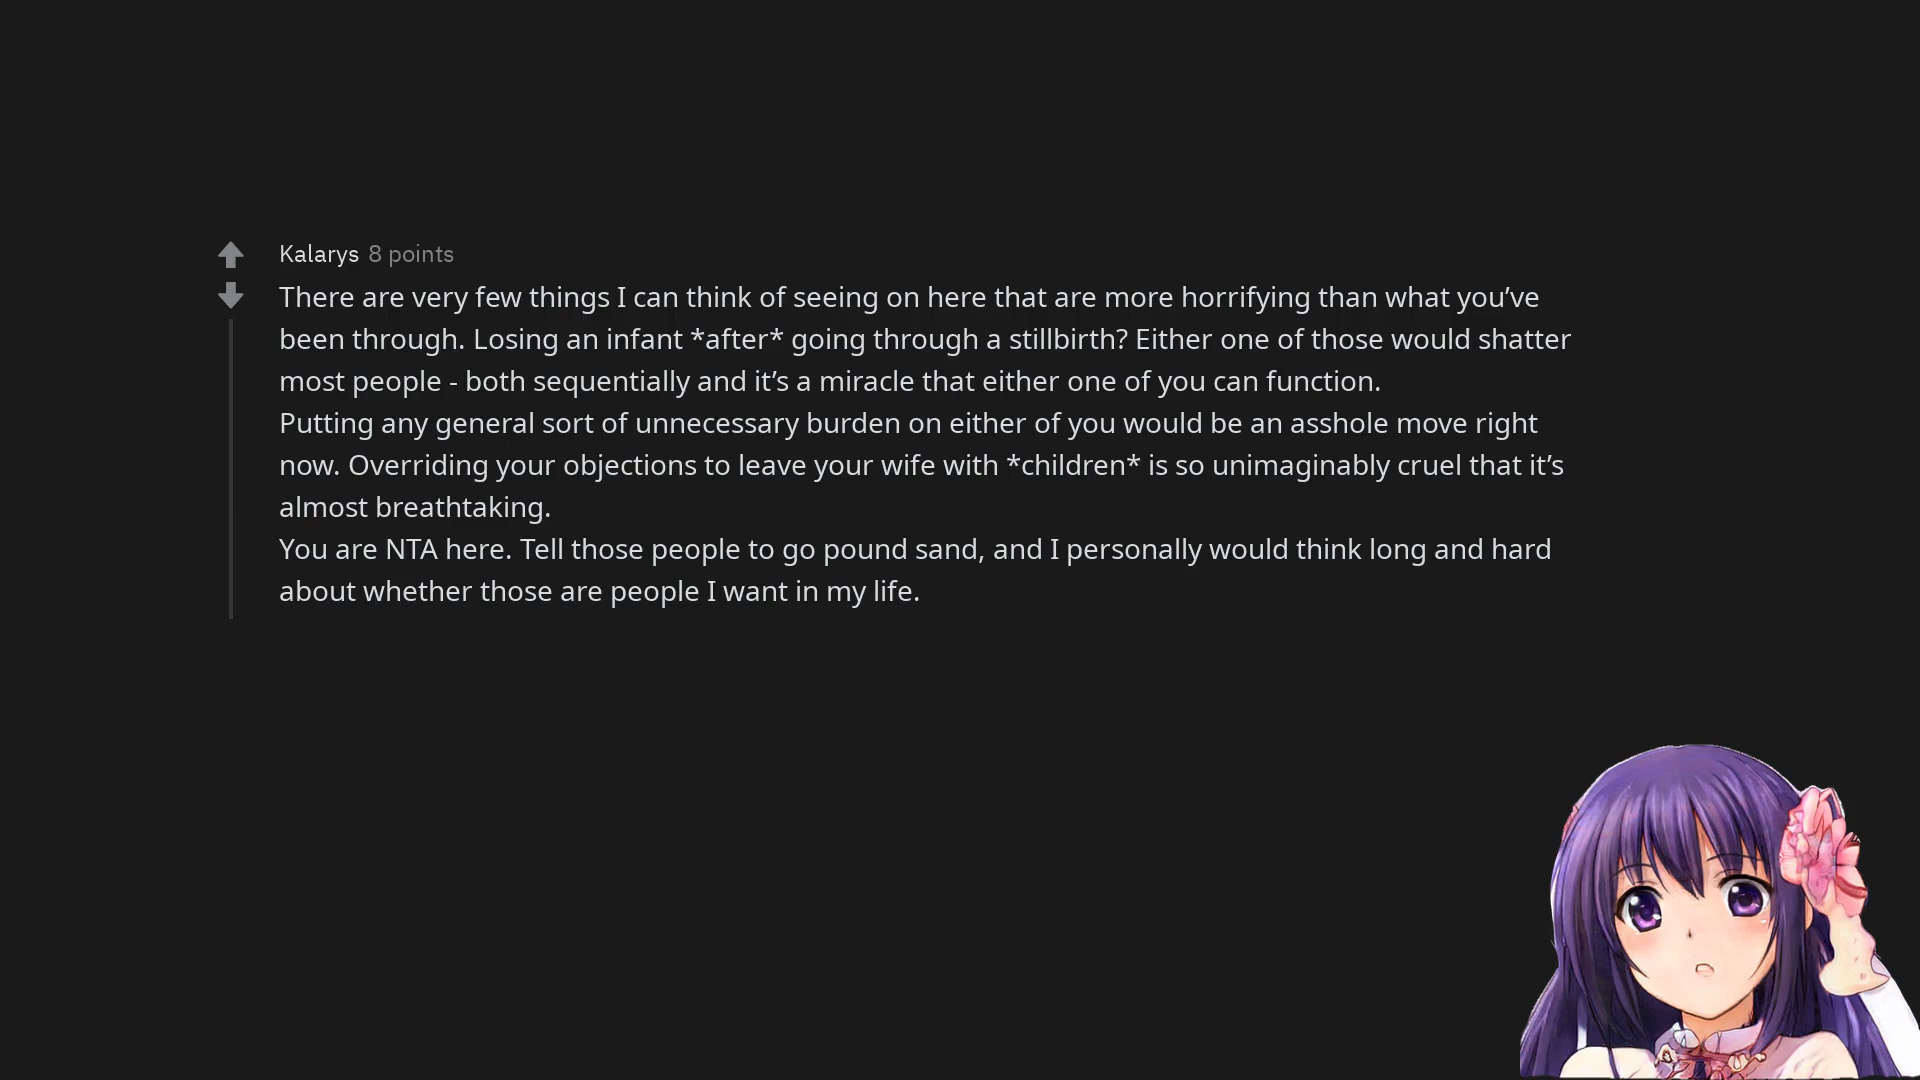 Kalarys 8 points
There are very few things I can think of seeing on here that are more horrifying than what you’ve
been through. Losing an infant *after* going through a stillbirth? Either one of those would shatter
most people - both sequentially and it’s a miracle that either one of you can function.
Putting any general sort of unnecessary burden on either of you would be an asshole move right
now. Overriding your objections to leave your wife with *children* is so unimaginably cruel that it’s
almost breathtaking.
You are NTA here. Tell those people to go pound sand, and I personally would think long and hard
about whether those are people I want in my life.